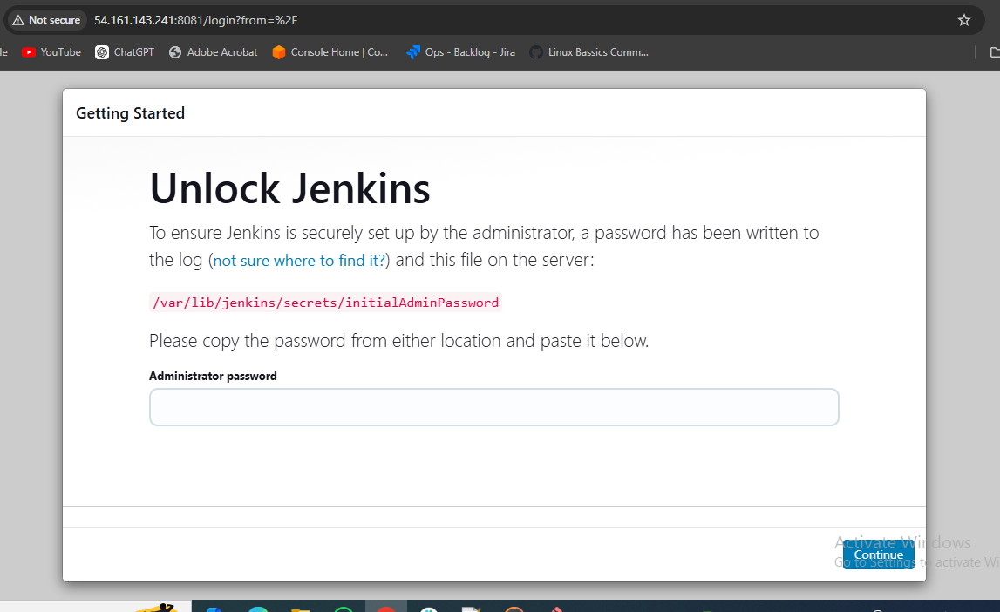 Not secure 54.161.143.241:8081/login?from=%2F
le YouTube ChatGPT Adobe Acrobat Console Home | Co... Ops - Backlog - Jira Linux Bassics Comm...
Getting Started
Unlock Jenkins
To ensure Jenkins is securely set up by the administrator, a password has been written to
the log (not sure where to find it?) and this file on the server:
/var/lib/jenkins/secrets/initialAdminPassword
Please copy the password from either location and paste it below.
Administrator password
Activate Windows
Continue
Go to Settings to activate Wi